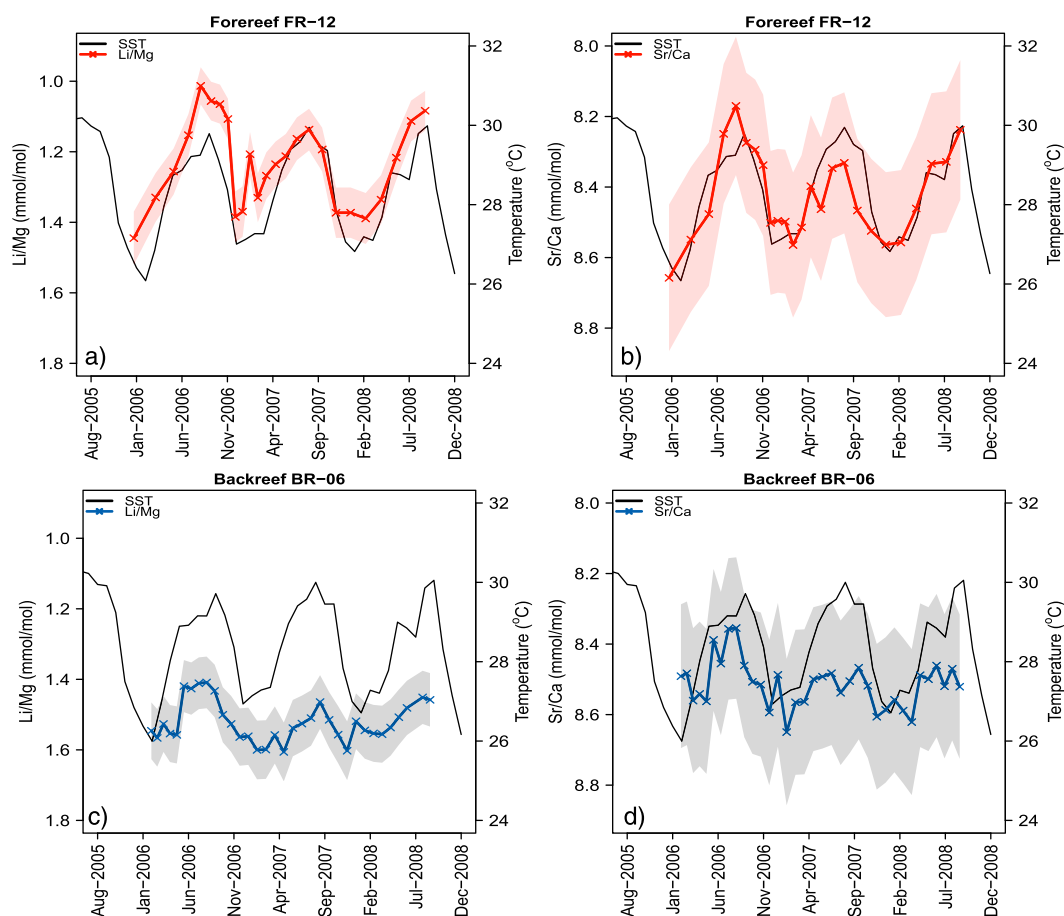 Forereef FR−12
SST
Li/Mg
Li/Mg (mmol/mol)
1.0
1.2
1.4
1.6
1.8
Temperature (°C)
32
30
28
26
24
a)
Aug−2005
Jan−2006
Jun−2006
Nov−2006
Apr−2007
Sep−2007
Feb−2008
Jul−2008
Dec−2008
Forereef FR−12
SST
Sr/Ca
Sr/Ca (mmol/mol)
8.0
8.2
8.4
8.6
8.8
Temperature (°C)
32
30
28
26
24
b)
Aug−2005
Jan−2006
Jun−2006
Nov−2006
Apr−2007
Sep−2007
Feb−2008
Jul−2008
Dec−2008
Backreef BR−06
SST
Li/Mg
Li/Mg (mmol/mol)
1.0
1.2
1.4
1.6
1.8
Temperature (°C)
32
30
28
26
24
c)
Aug−2005
Jan−2006
Jun−2006
Nov−2006
Apr−2007
Sep−2007
Feb−2008
Jul−2008
Dec−2008
Backreef BR−06
SST
Sr/Ca
Sr/Ca (mmol/mol)
8.0
8.2
8.4
8.6
8.8
Temperature (°C)
32
30
28
26
24
d)
Aug−2005
Jan−2006
Jun−2006
Nov−2006
Apr−2007
Sep−2007
Feb−2008
Jul−2008
Dec−2008